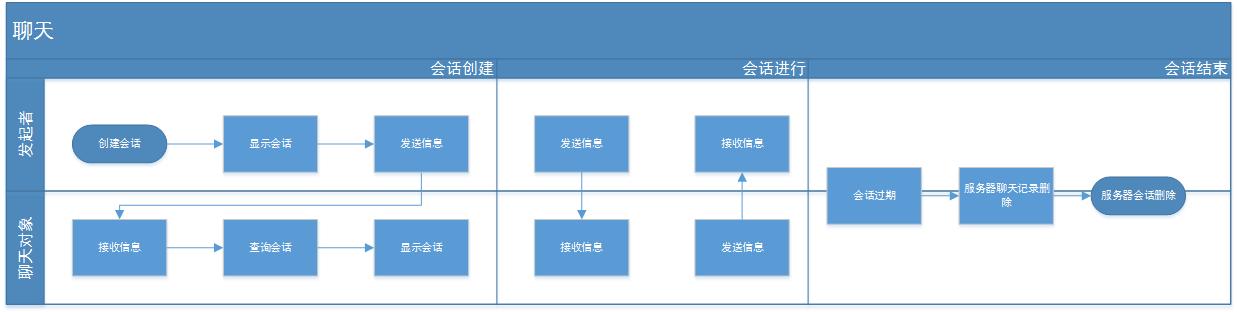 聊天
会话创建
会话进行
会话结束
发起者
创建会话
显示会话
发送信息
发送信息
接收信息
会话过期
服务器聊天记录删
除
服务器会话删除
聊天对象
接收信息
查询会话
显示会话
接收信息
发送信息